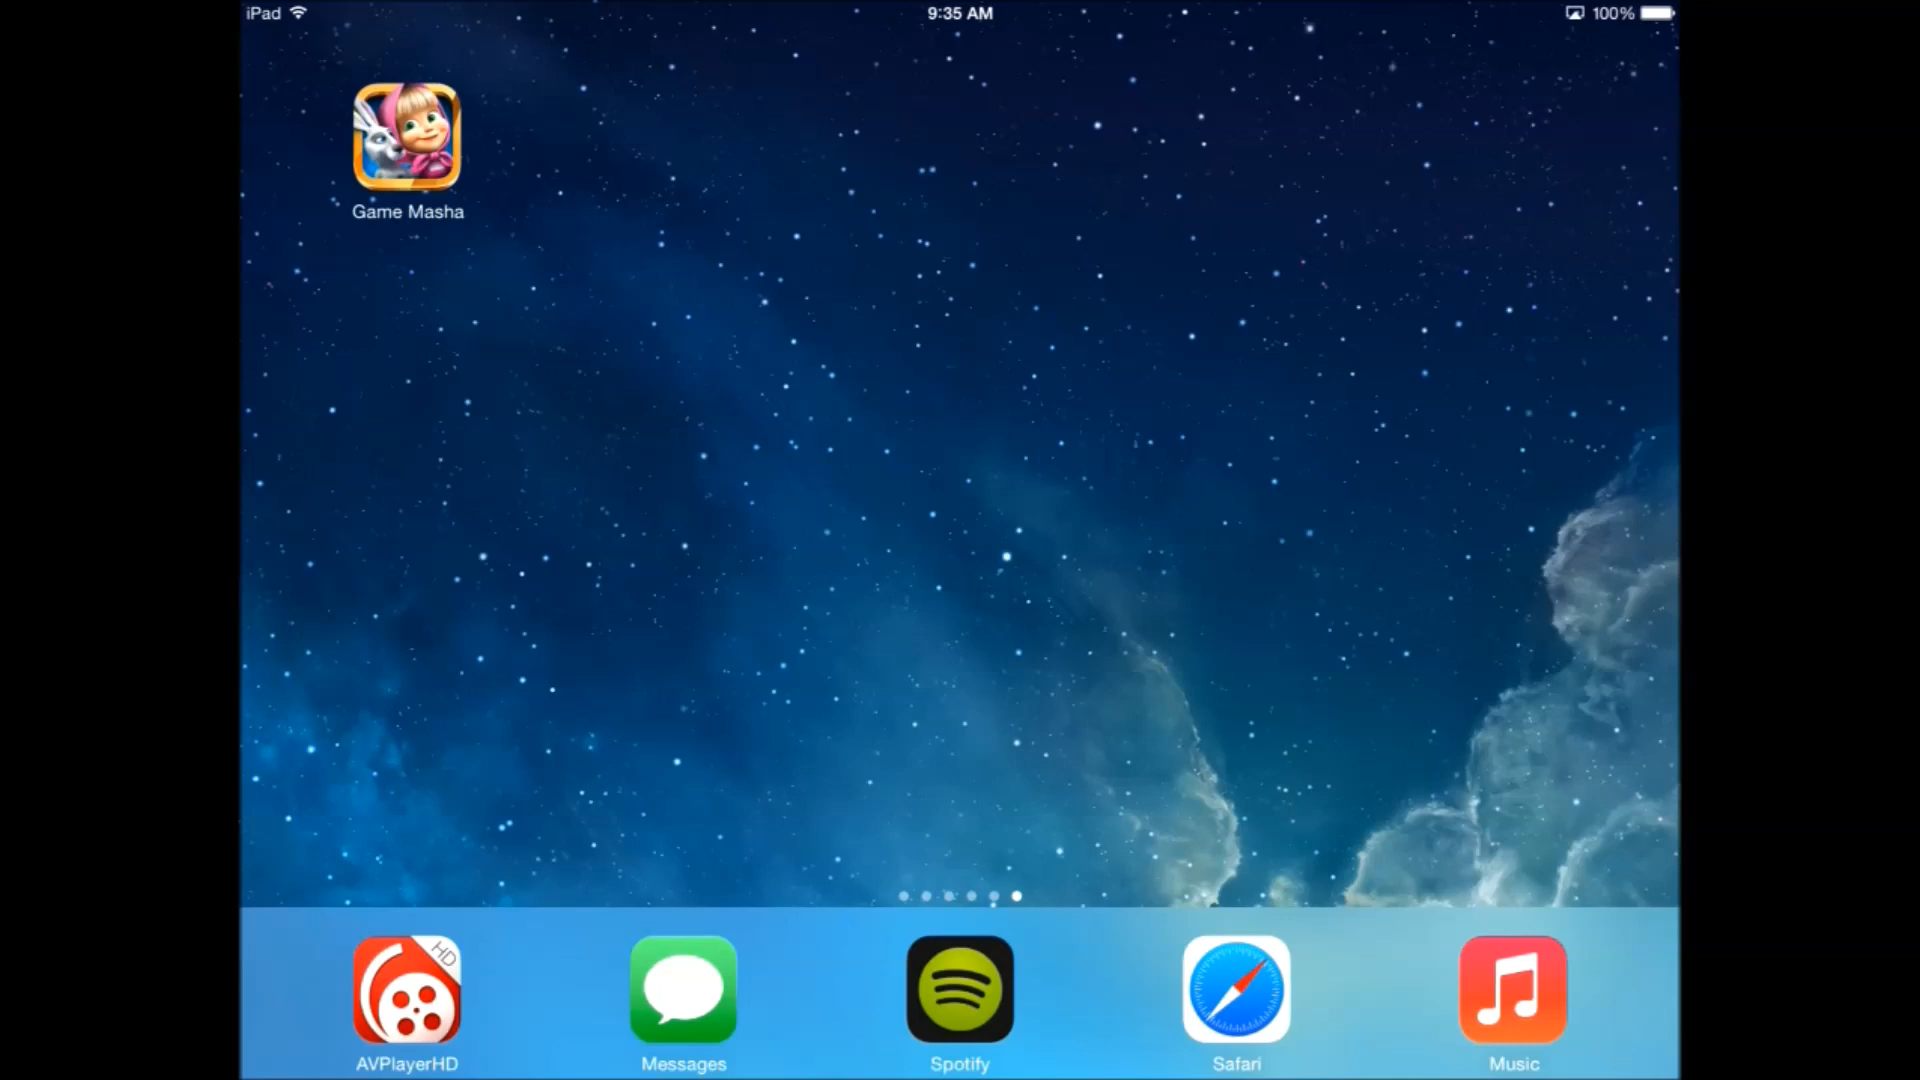 iPad
9:35 AM
100%
Game Masha
HD
AVPlayerHD
Messages
Spotify
Safari
Music